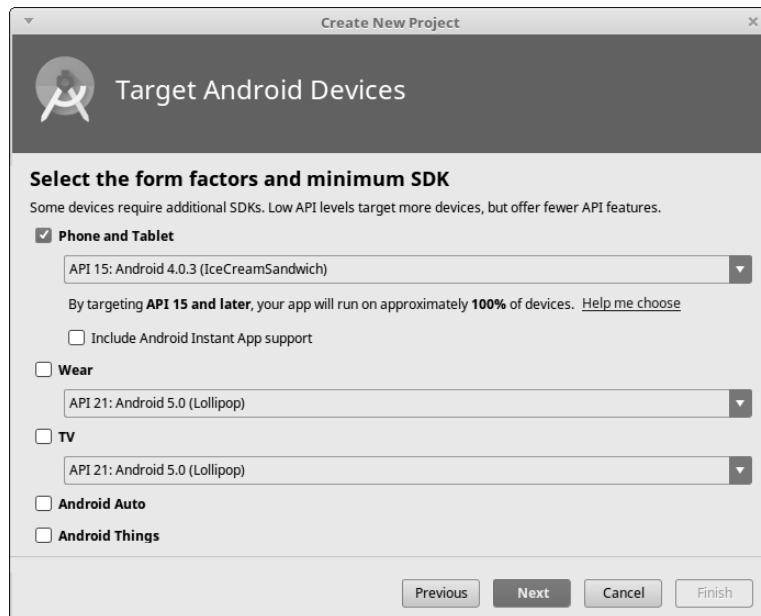 Create New Project
Target Android Devices
Select the form factors and minimum SDK
Some devices require additional SDKs. Low API levels target more devices, but offer fewer API features.
Phone and Tablet
API 15: Android 4.0.3 (IceCreamSandwich)
By targeting API 15 and later, your app will run on approximately 100% of devices. Help me choose
Include Android Instant App support
Wear
API 21: Android 5.0 (Lollipop)
TV
API 21: Android 5.0 (Lollipop)
Android Auto
Android Things
Previous Next Cancel Finish